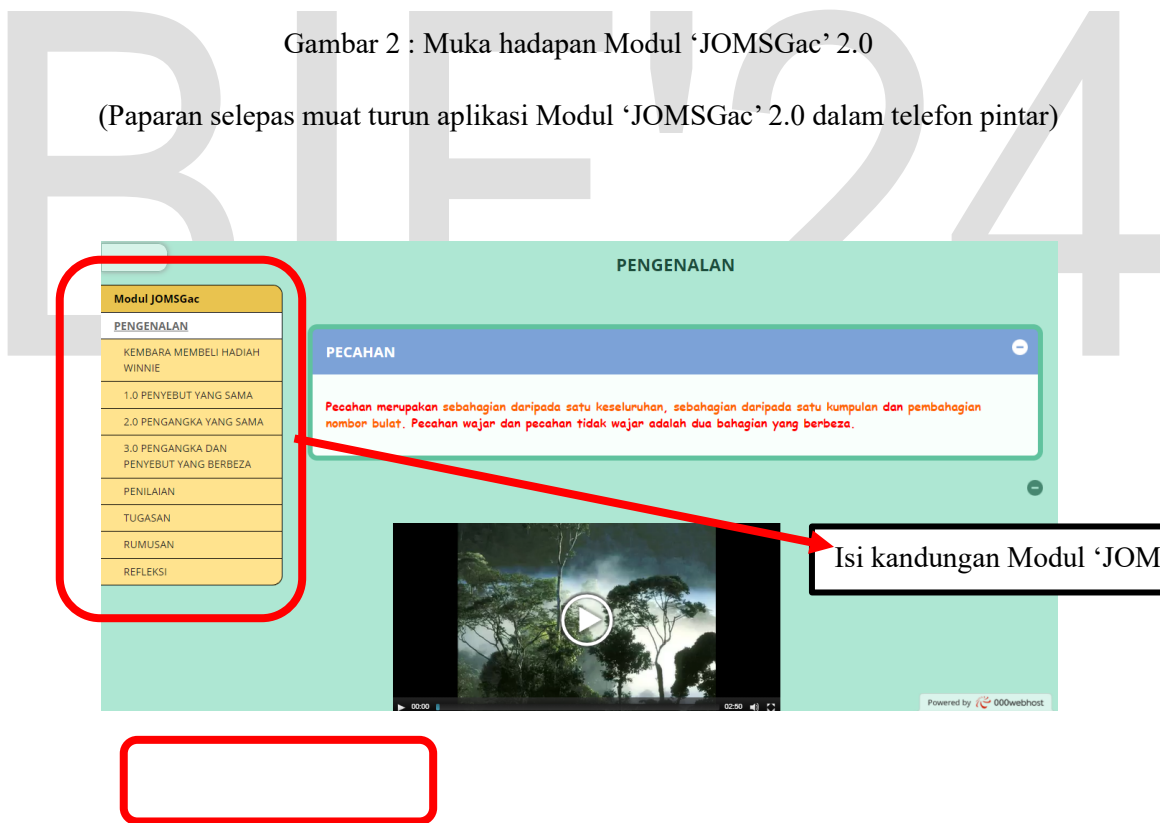 BIE'24
Gambar 2 : Muka hadapan Modul ‘JOMSGac’ 2.0
(Paparan selepas muat turun aplikasi Modul ‘JOMSGac’ 2.0 dalam telefon pintar)
Modul JOMSGac
PENGENALAN
KEMBARA MEMBELI HADIAH
WINNIE
1.0 PENYEBUT YANG SAMA
2.0 PENGANGKA YANG SAMA
3.0 PENGANGKA DAN
PENYEBUT YANG BERBEZA
PENILAIAN
TUGASAN
RUMUSAN
REFLEKSI
PENGENALAN
PECAHAN
Pecahan merupakan sebahagian daripada satu keseluruhan, sebahagian daripada satu kumpulan dan pembahagian
nombor bulat. Pecahan wajar dan pecahan tidak wajar adalah dua bahagian yang berbeza.
Isi kandungan Modul ‘JOM
00:00
02:50
Powered by 000webhost